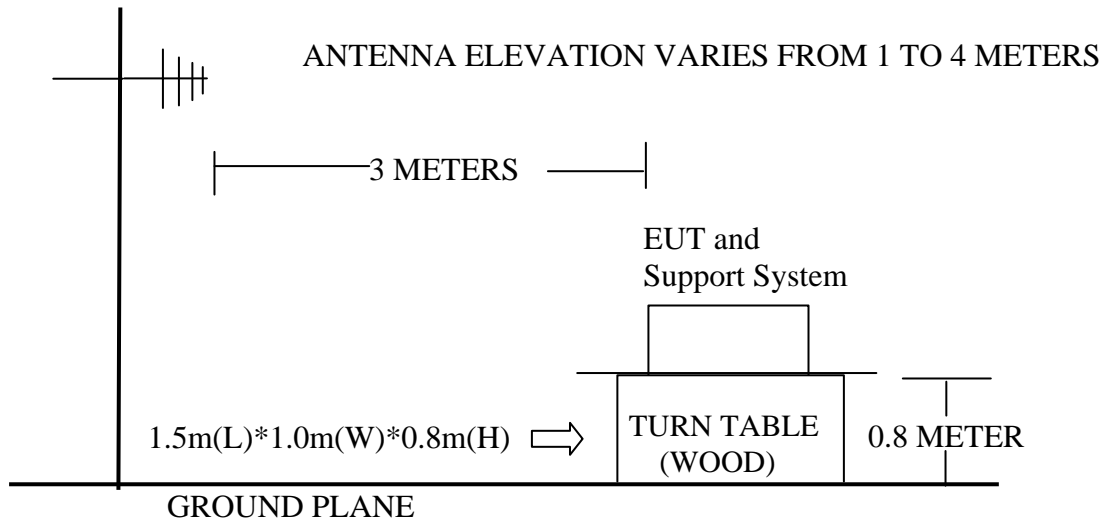 ANTENNA ELEVATION VARIES FROM 1 TO 4 METERS
3 METERS
EUT and
Support System
1.5m(L)*1.0m(W)*0.8m(H)
TURN TABLE
(WOOD)
0.8 METER
GROUND PLANE